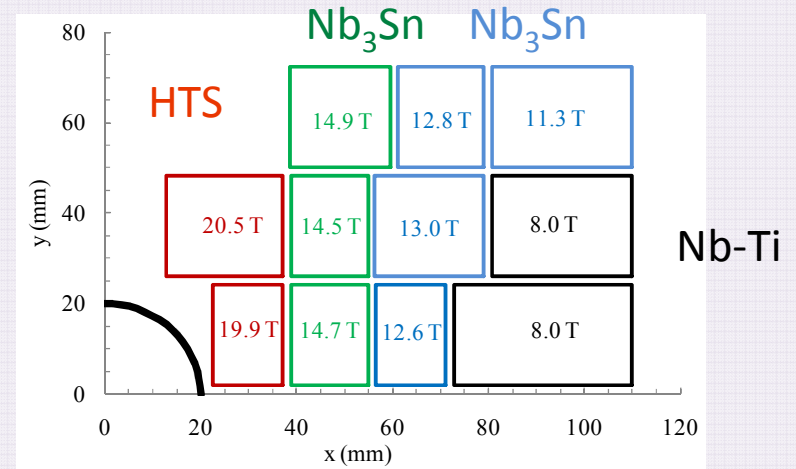 Nb₃Sn Nb₃Sn
80
HTS
60
14.9 T 12.8 T 11.3 T
y (mm)
40
20.5 T 14.5 T 13.0 T 8.0 T
Nb-Ti
20
19.9 T 14.7 T 12.6 T 8.0 T
0
0 20 40 60 80 100 120
x (mm)